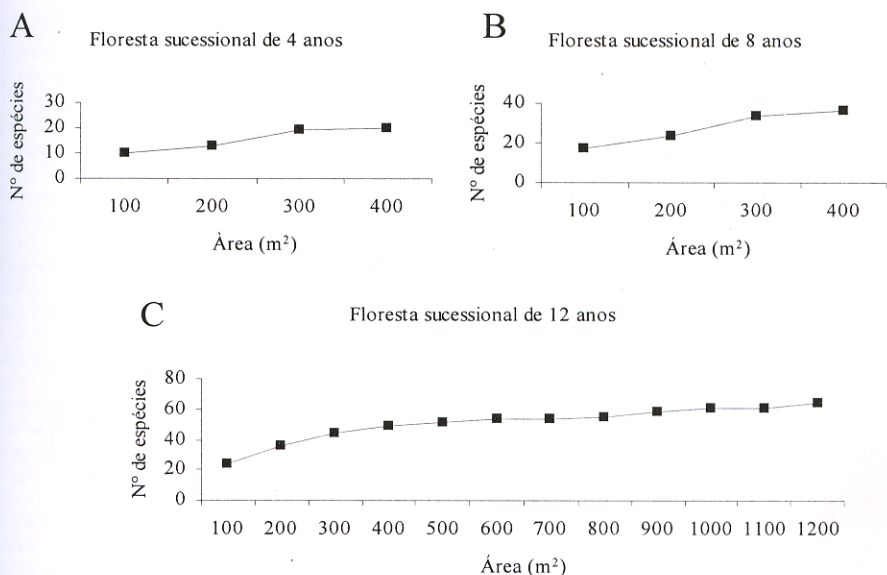 A
Floresta sucessional de 4 anos
Nº de espécies
30
20
10
0
100 200 300 400
Àrea (m²)
B
Floresta sucessional de 8 anos
Nº de espécies
40
20
0
100 200 300 400
Área (m²)
C
Floresta sucessional de 12 anos
Nº de espécies
80
60
40
20
0
100 200 300 400 500 600 700 800 900 1000 1100 1200
Área (m²)